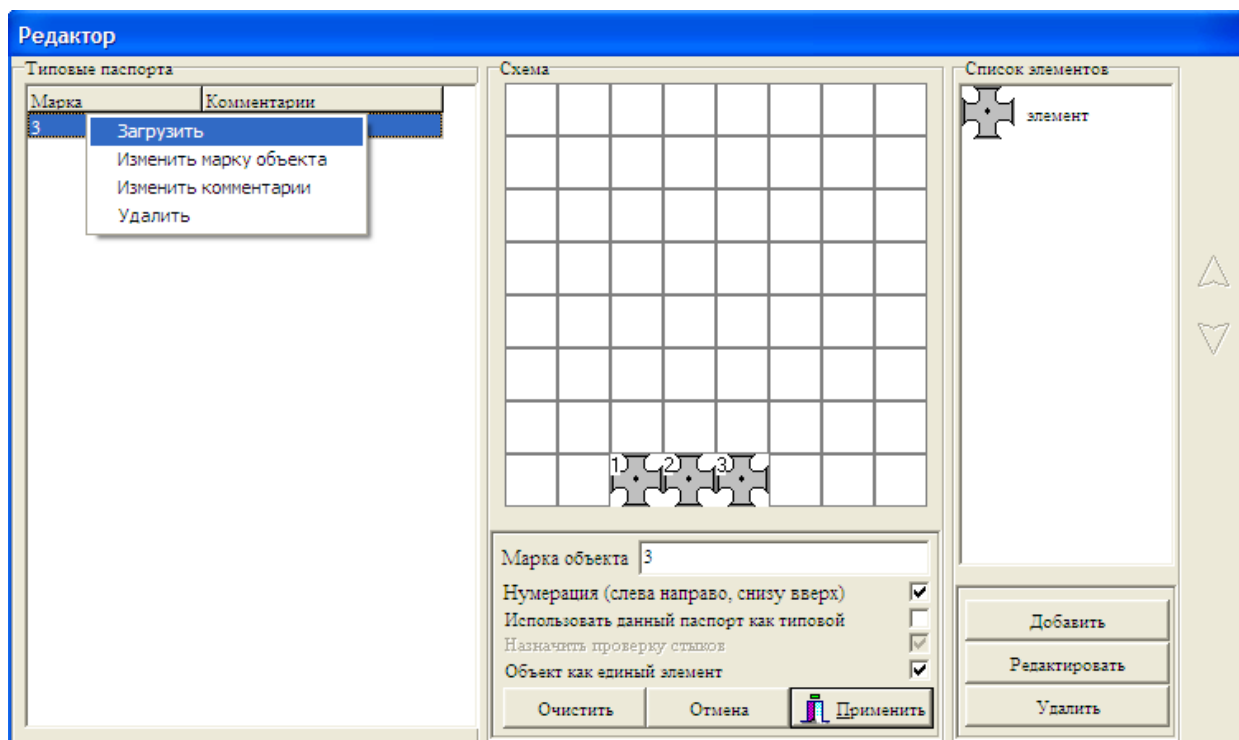 Редактор
Типовые паспорта
Марка Комментарии
3
Загрузить
Изменить марку объекта
Изменить комментарии
Удалить
Схема
1 2 3
Марка объекта 3
Нумерация (слева направо, снизу вверх)
Использовать данный паспорт как типовой
Назначить проверку стыков
Объект как единый элемент
Очистить Отмена Применить
Список элементов
элемент
Добавить
Редактировать
Удалить